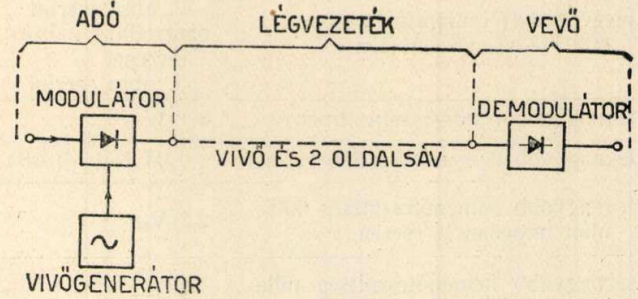 ADÓ
LÉGVEZETÉK
VEVŐ
MODULÁTOR
DEMODULÁTOR
VIVŐ ÉS 2 OLDALSÁV
VIVŐGENERÁTOR